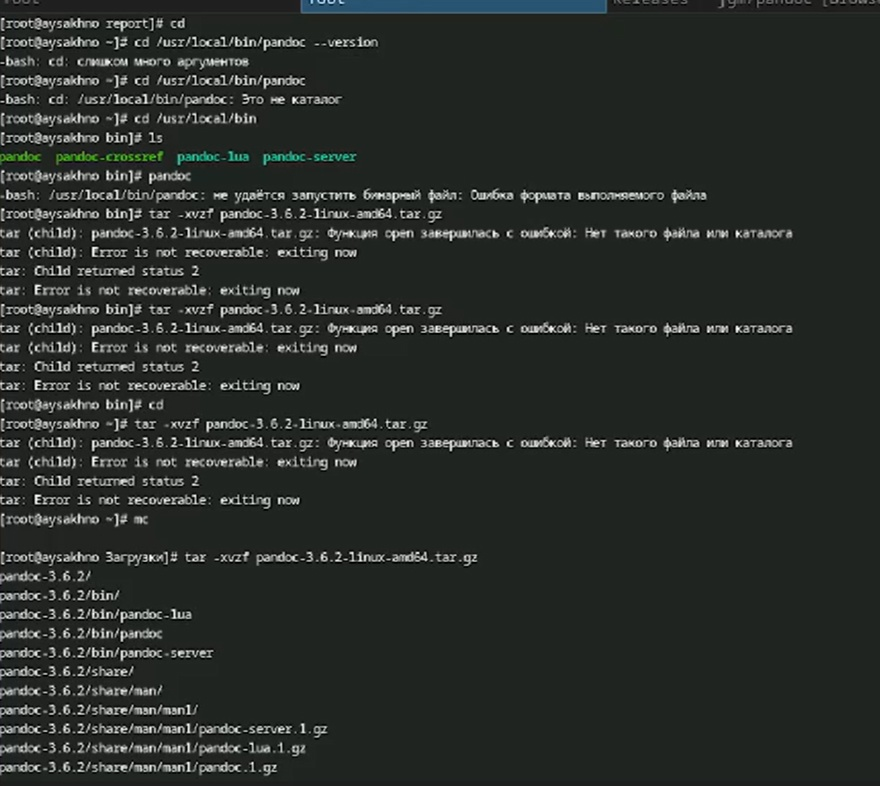 root Releases · jgm/pandoc
[root@aysakhno report]# cd
[root@aysakhno ~]# cd /usr/local/bin/pandoc --version
-bash: cd: слишком много аргументов
[root@aysakhno ~]# cd /usr/local/bin/pandoc
-bash: cd: /usr/local/bin/pandoc: Это не каталог
[root@aysakhno ~]# cd /usr/local/bin
[root@aysakhno bin]# ls
pandoc pandoc-crossref pandoc-lua pandoc-server
[root@aysakhno bin]# pandoc
-bash: /usr/local/bin/pandoc: не удаётся запустить бинарный файл: Ошибка формата выполняемого файла
[root@aysakhno bin]# tar -xvzf pandoc-3.6.2-linux-amd64.tar.gz
tar (child): pandoc-3.6.2-linux-amd64.tar.gz: Функция open завершилась с ошибкой: Нет такого файла или каталога
tar (child): Error is not recoverable: exiting now
tar: Child returned status 2
tar: Error is not recoverable: exiting now
[root@aysakhno bin]# tar -xvzf pandoc-3.6.2-linux-amd64.tar.gz
tar (child): pandoc-3.6.2-linux-amd64.tar.gz: Функция open завершилась с ошибкой: Нет такого файла или каталога
tar (child): Error is not recoverable: exiting now
tar: Child returned status 2
tar: Error is not recoverable: exiting now
[root@aysakhno bin]# cd
[root@aysakhno ~]# tar -xvzf pandoc-3.6.2-linux-amd64.tar.gz
tar (child): pandoc-3.6.2-linux-amd64.tar.gz: Функция open завершилась с ошибкой: Нет такого файла или каталога
tar (child): Error is not recoverable: exiting now
tar: Child returned status 2
tar: Error is not recoverable: exiting now
[root@aysakhno ~]# mc
[root@aysakhno Загрузки]# tar -xvzf pandoc-3.6.2-linux-amd64.tar.gz
pandoc-3.6.2/
pandoc-3.6.2/bin/
pandoc-3.6.2/bin/pandoc-lua
pandoc-3.6.2/bin/pandoc
pandoc-3.6.2/bin/pandoc-server
pandoc-3.6.2/share/
pandoc-3.6.2/share/man/
pandoc-3.6.2/share/man/man1/
pandoc-3.6.2/share/man/man1/pandoc-server.1.gz
pandoc-3.6.2/share/man/man1/pandoc-lua.1.gz
pandoc-3.6.2/share/man/man1/pandoc.1.gz